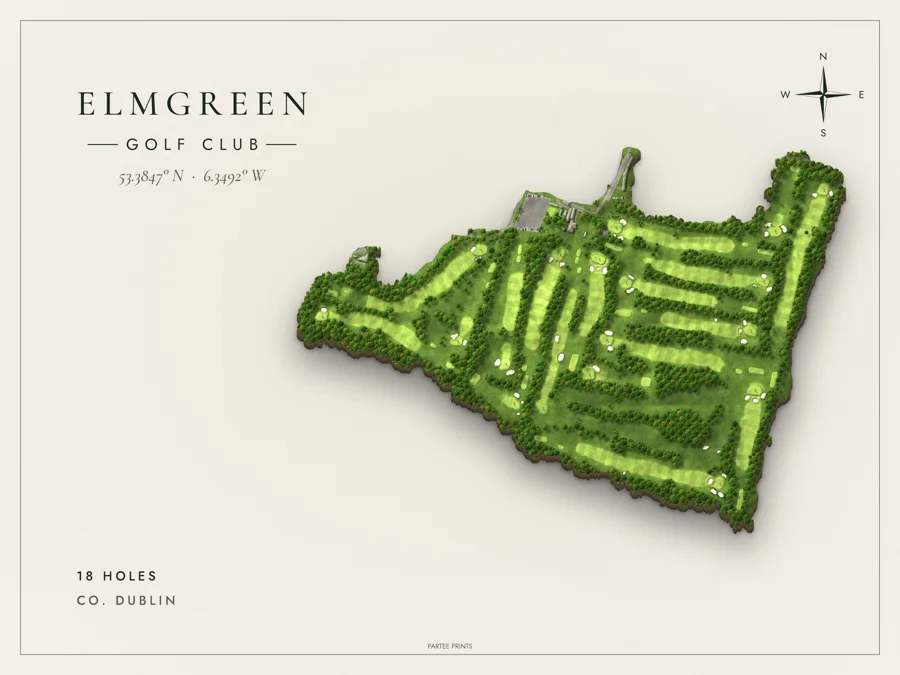 ELMGREEN
GOLF CLUB
53.3847° N · 6.3492° W
N
W E
S
18 HOLES
CO. DUBLIN
PARTEE PRINTS